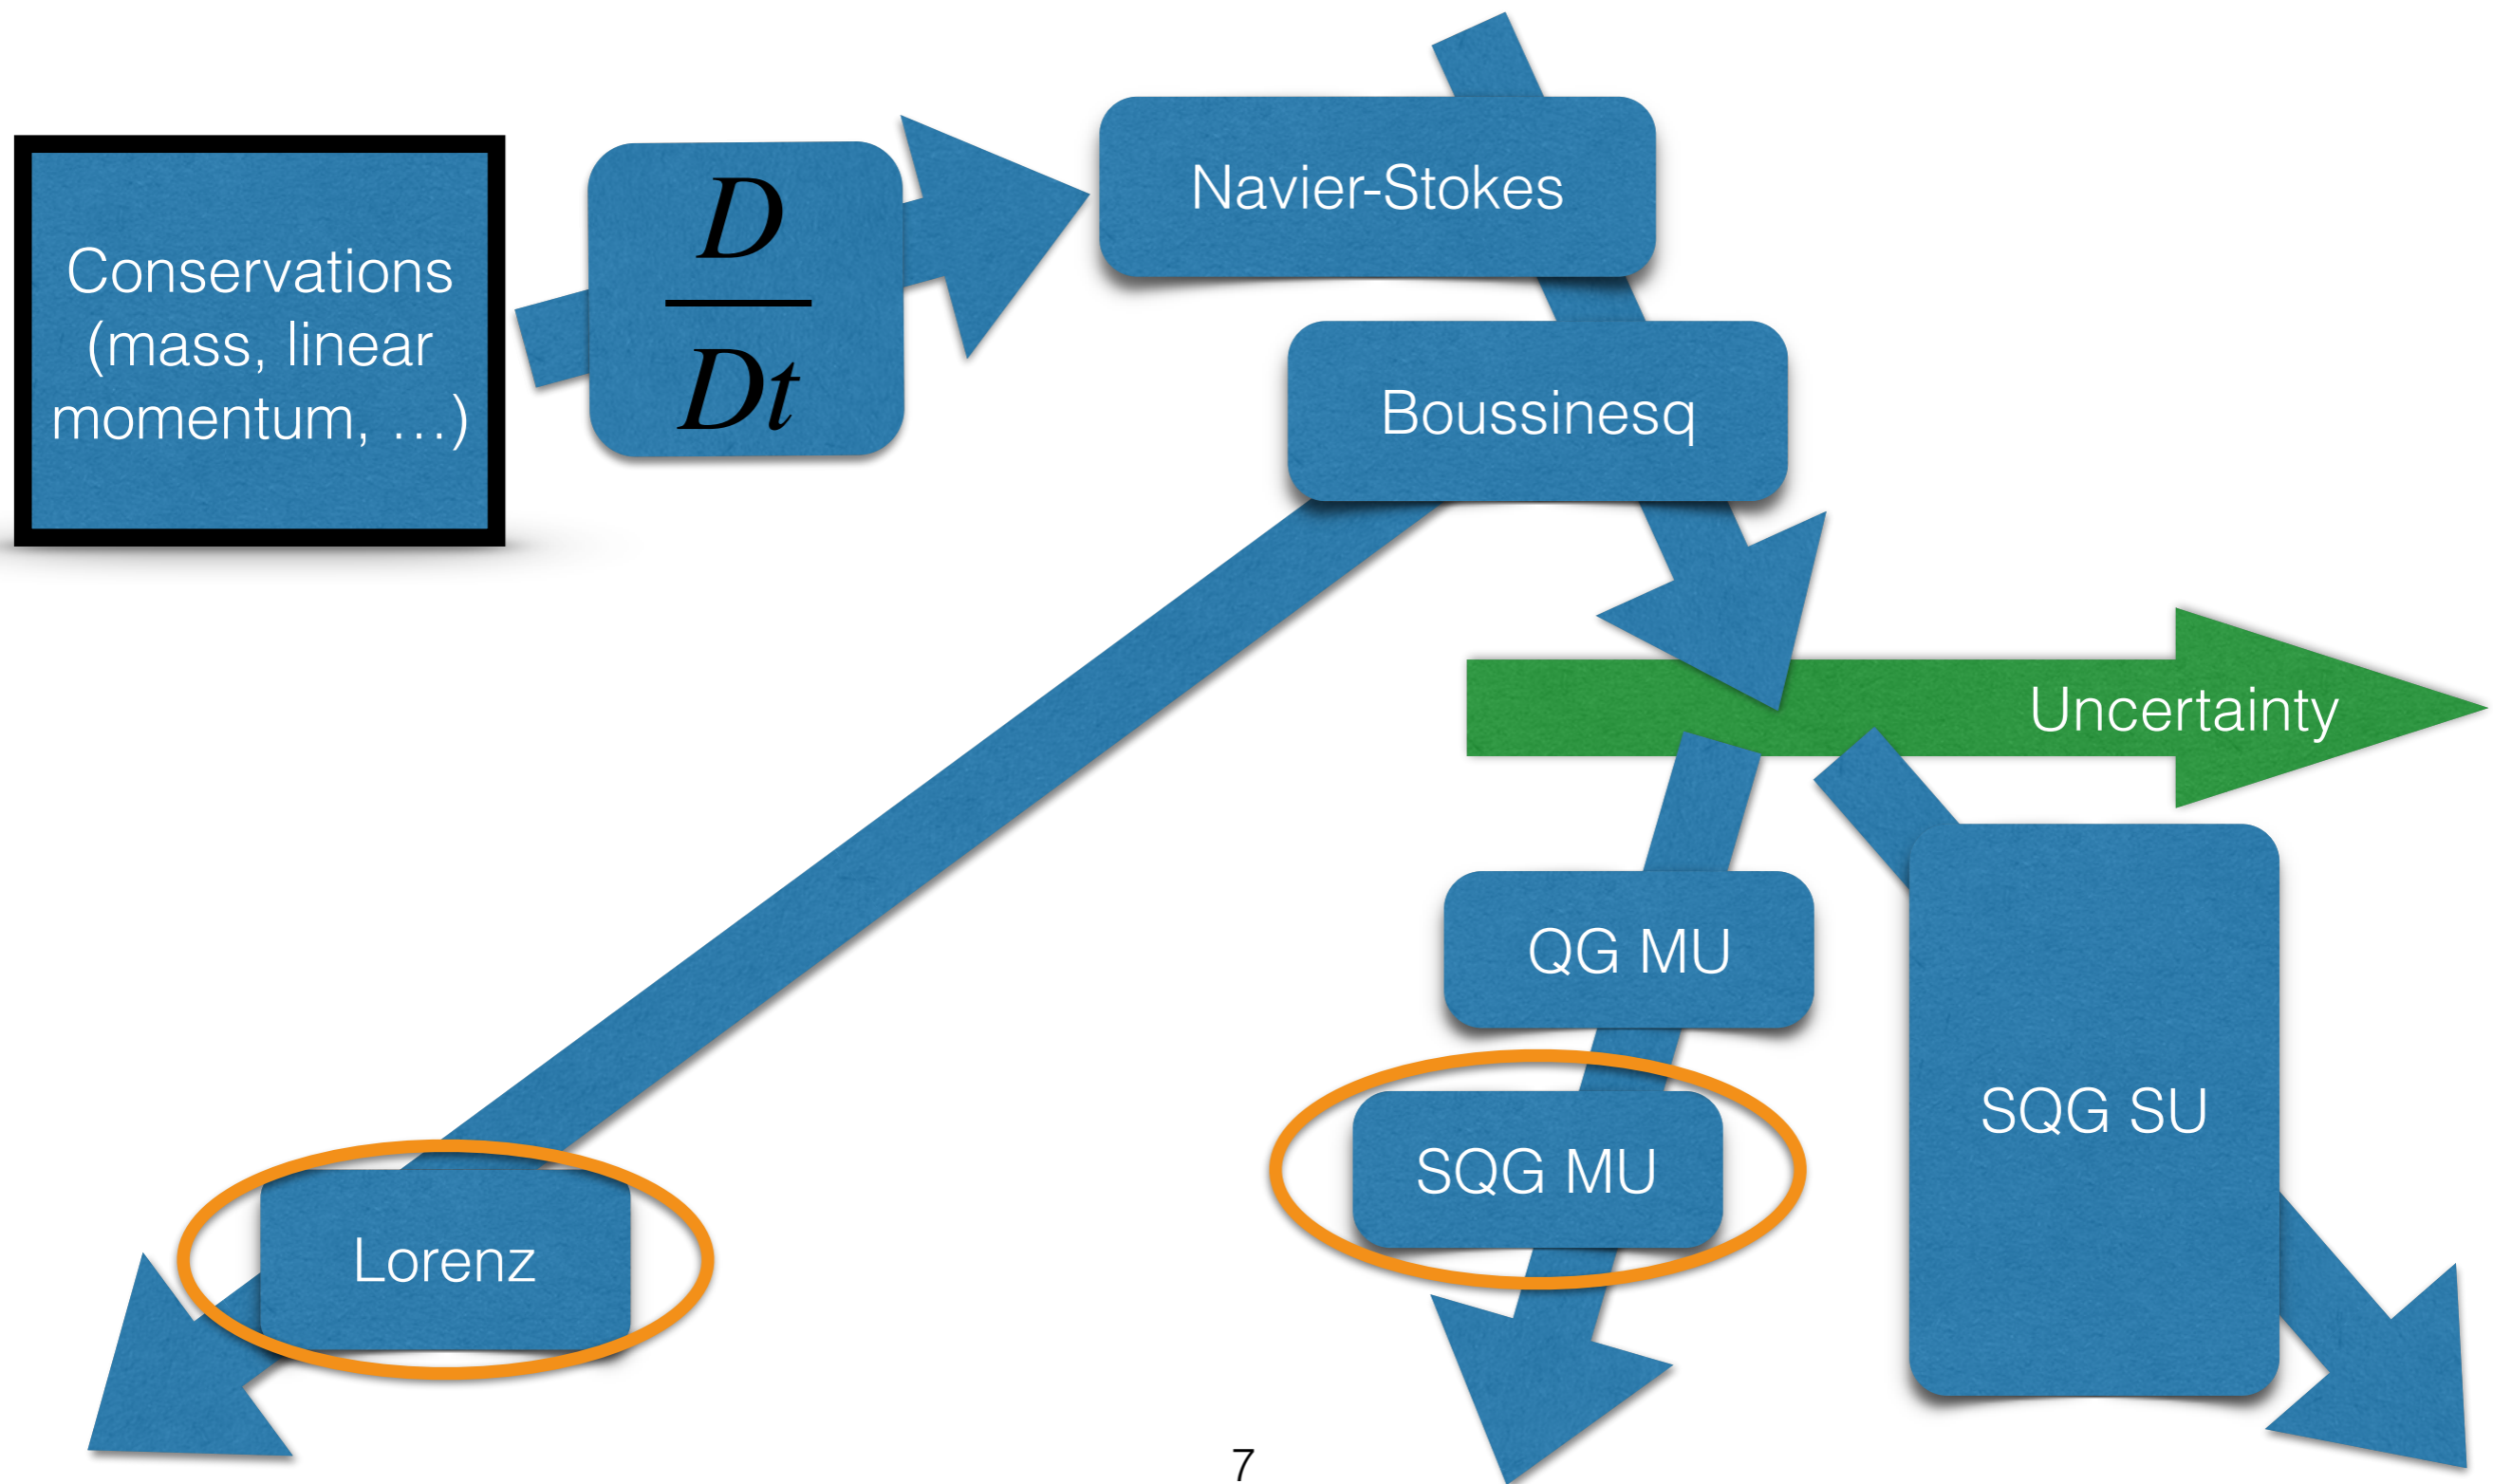 Conservations
(mass, linear
momentum, …)
D
Dt
Navier-Stokes
Boussinesq
Uncertainty
QG MU
SQG MU
SQG SU
Lorenz
7